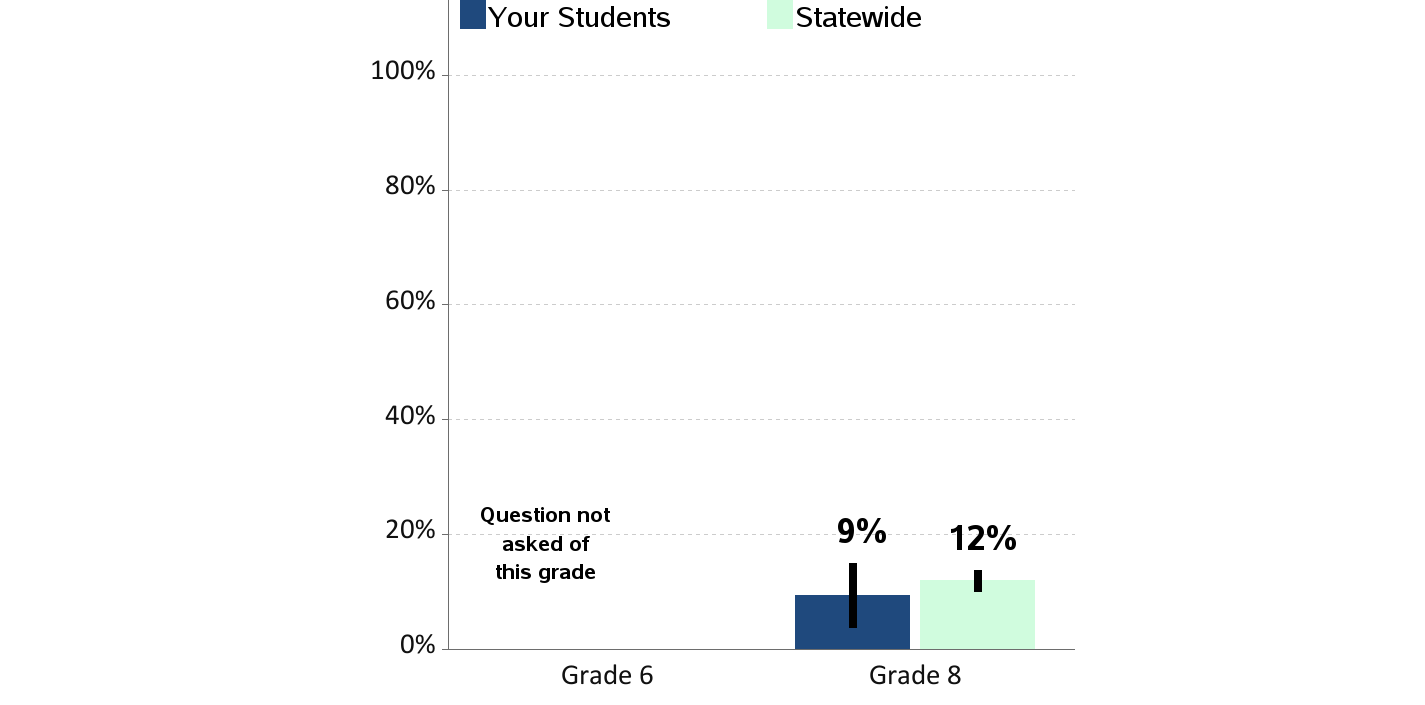 Your Students Statewide
100%
80%
60%
40%
Question not
asked of
this grade
20%
9%
12%
0%
Grade 6 Grade 8